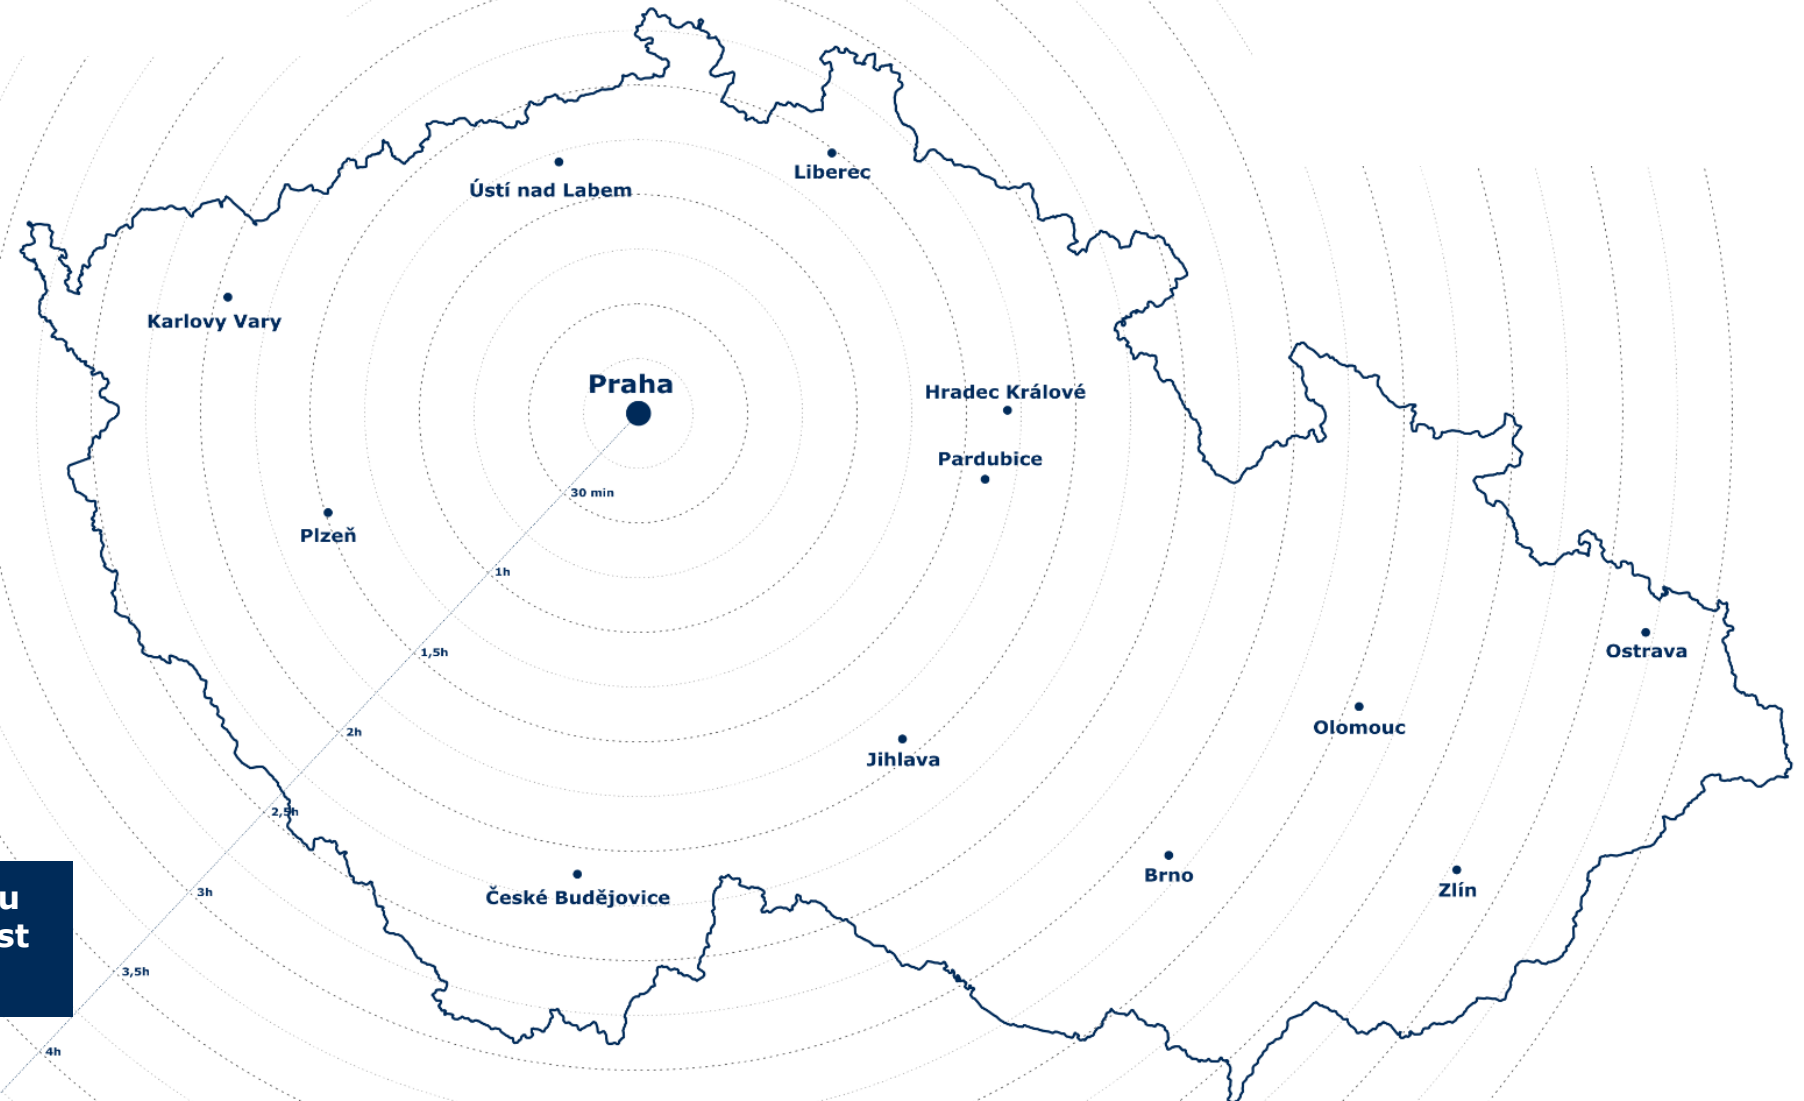 Liberec
Ústí nad Labem
Karlovy Vary
Praha
Hradec Králové
Pardubice
30 min
Plzeň
1h
Ostrava
1,5h
Olomouc
2h
Jihlava
2,5h
Brno
Zlín
3h
České Budějovice
u
st
3,5h
4h